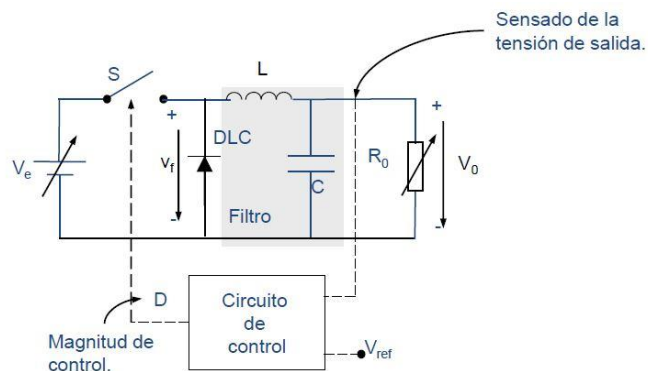 Sensado de la
tensión de salida.
L
S
+
+
DLC
R0
Ve
vf
V0
C
-
Filtro
-
D
Circuito
de
control
Magnitud de
control.
Vref